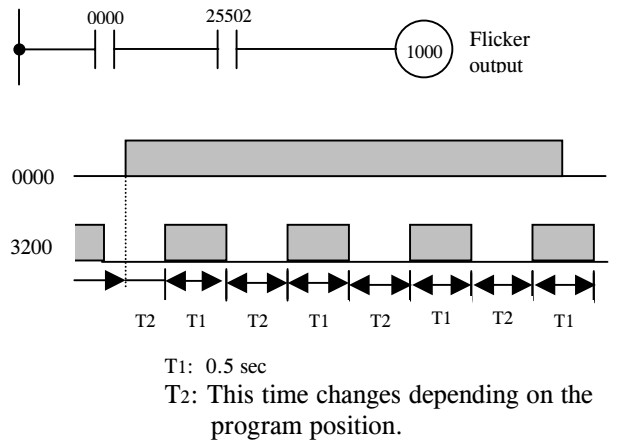 0000 25502
1000
Flicker
output
0000
3200
T2 T1 T2 T1 T2 T1 T2 T1
T1: 0.5 sec
T2: This time changes depending on the
program position.